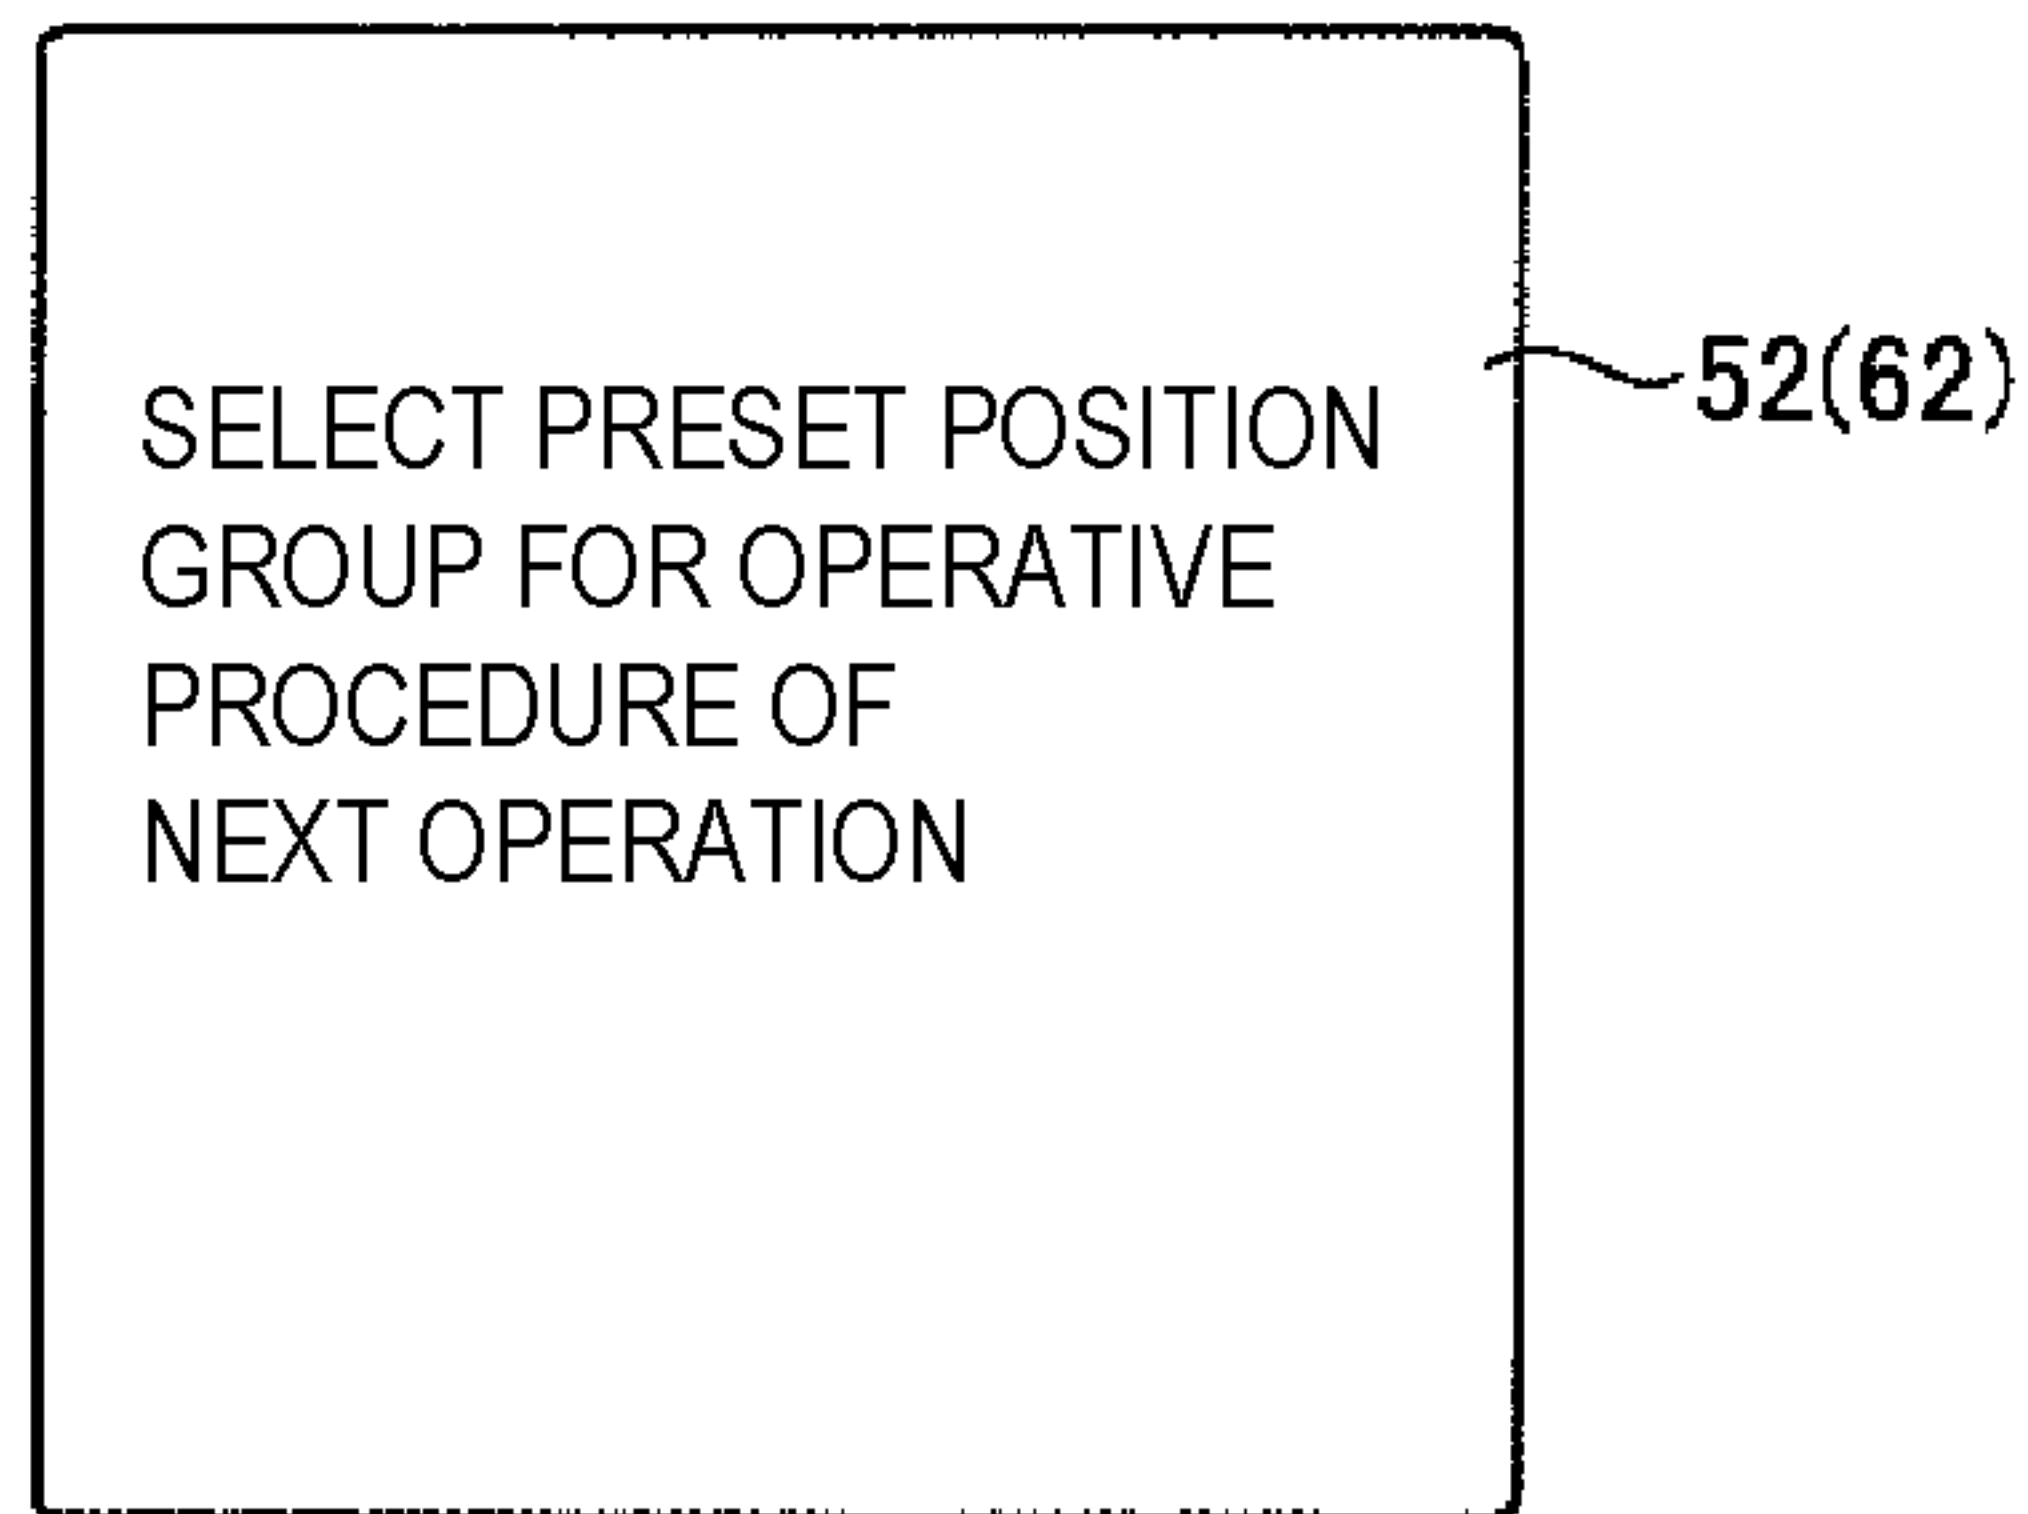 SELECT PRESET POSITION
GROUP FOR OPERATIVE
PROCEDURE OF
NEXT OPERATION
52(62)